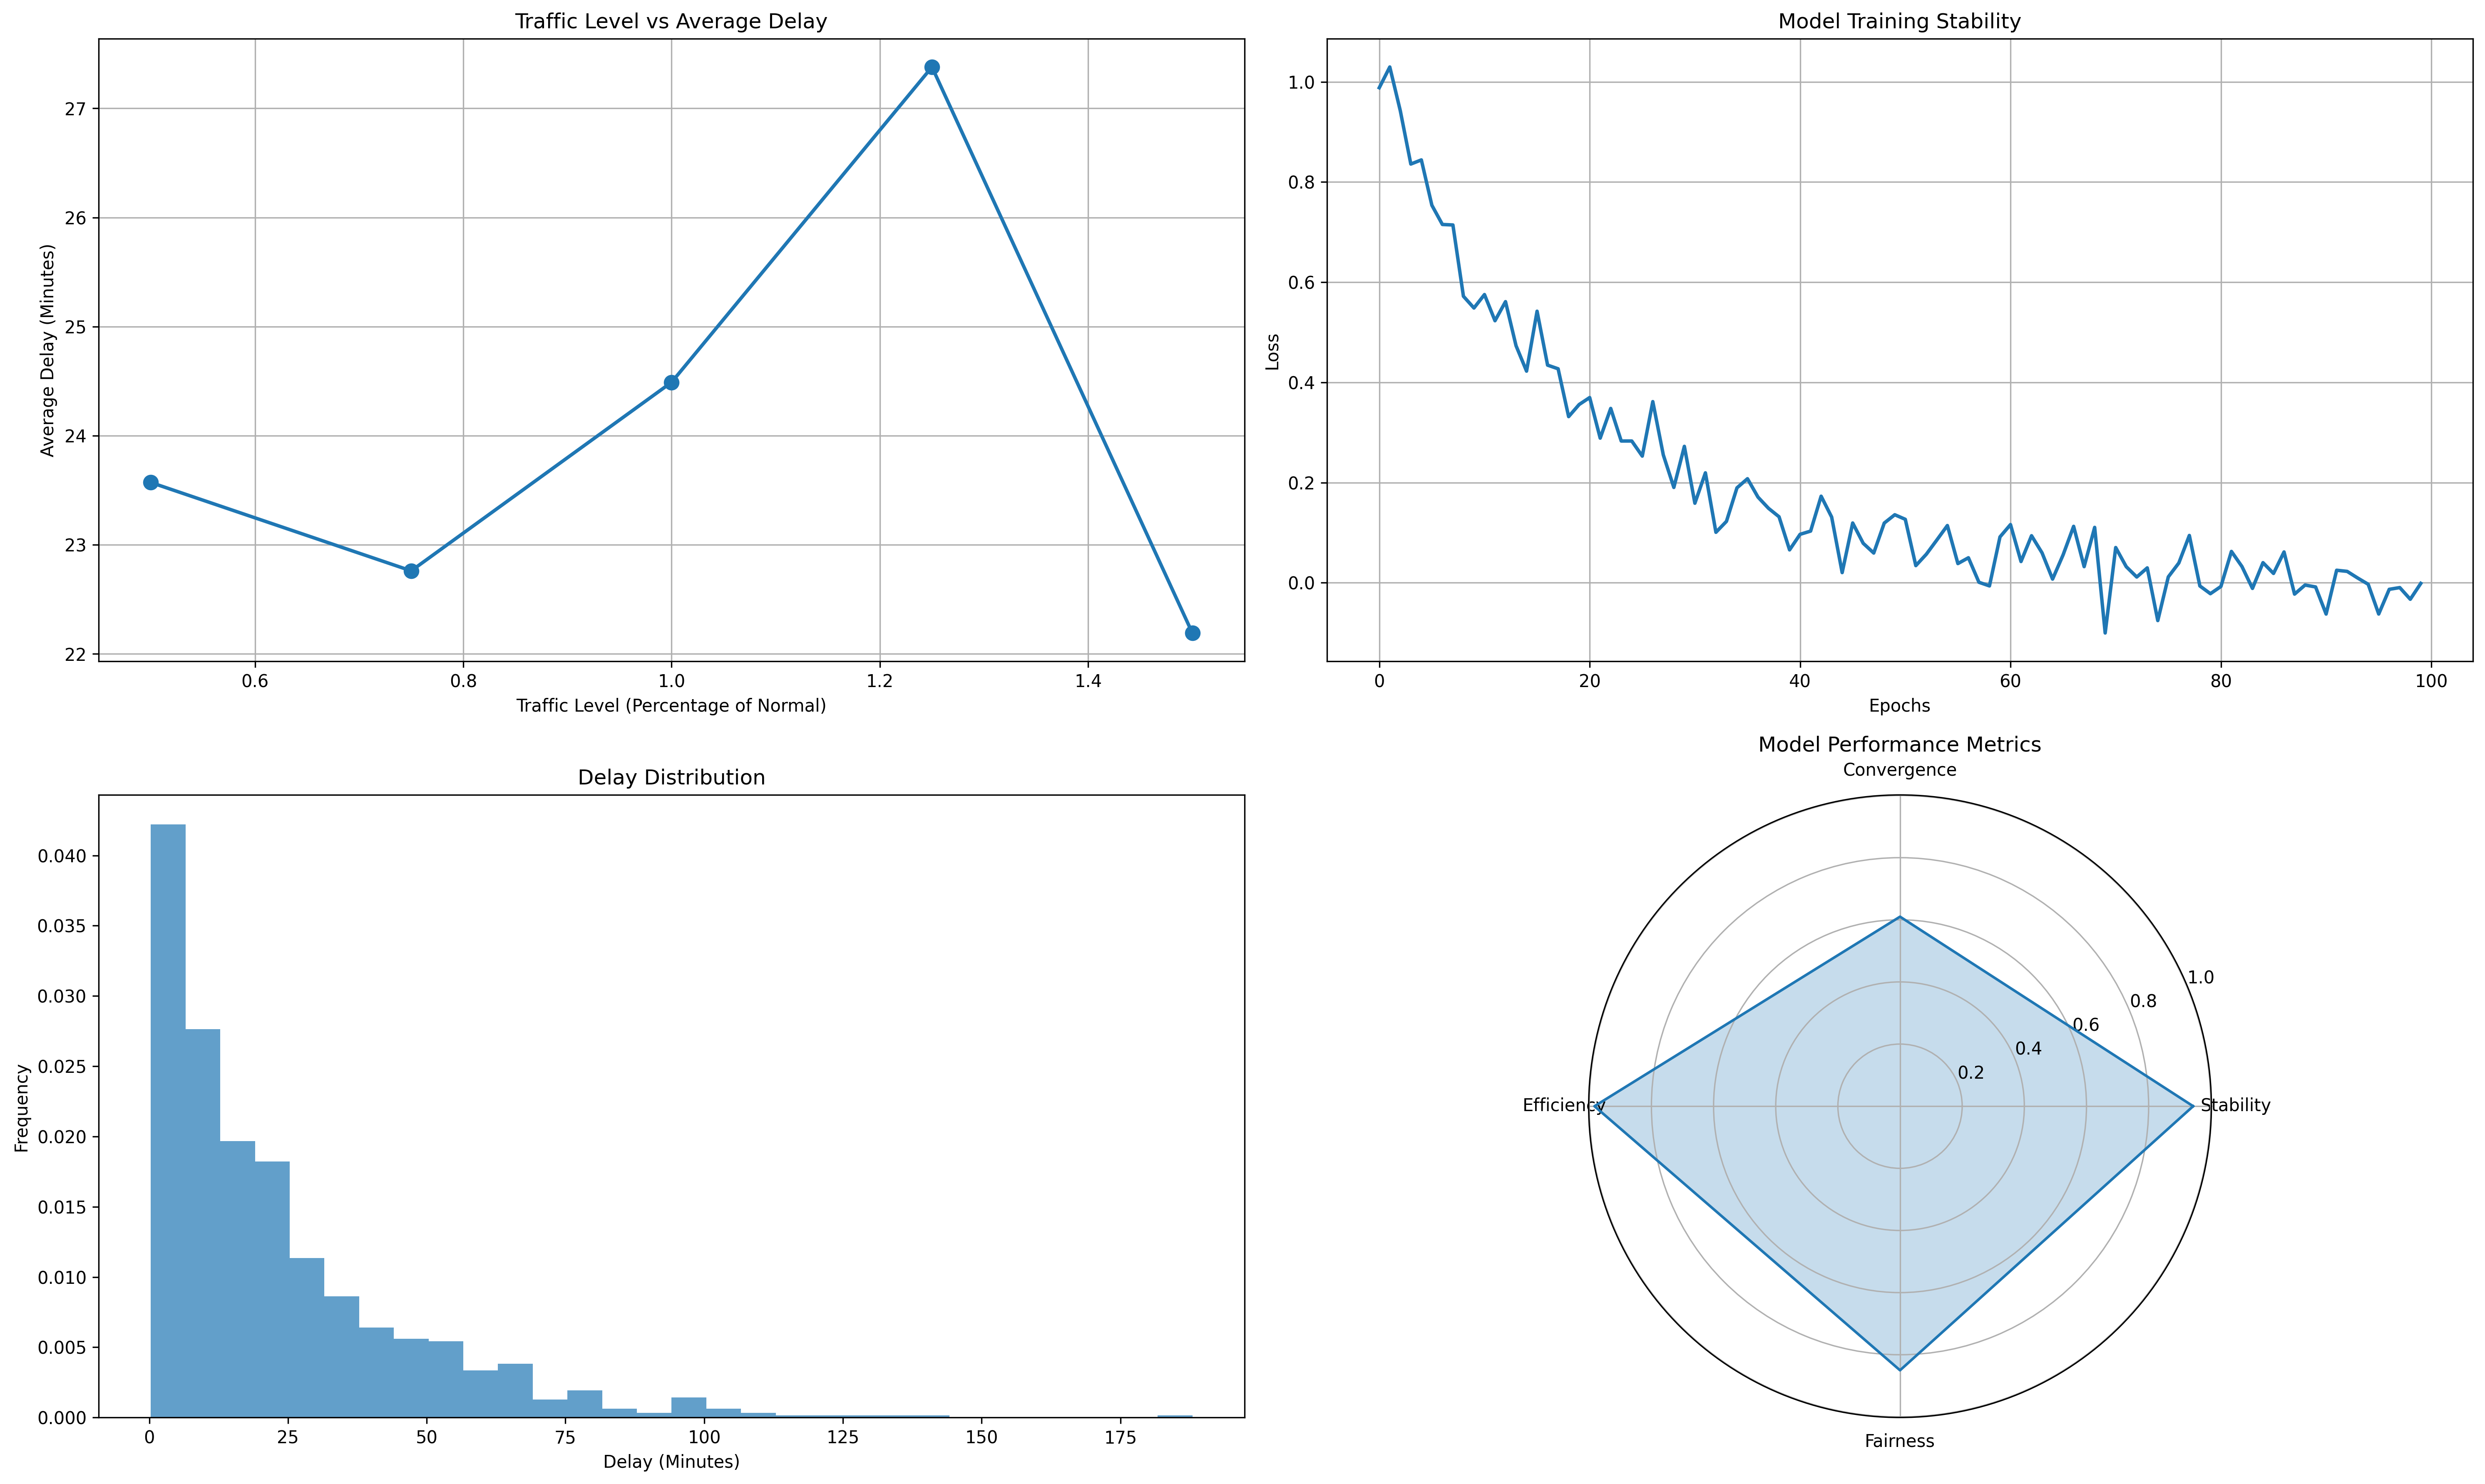 Traffic Level vs Average Delay
27
26
25
24
23
22
Average Delay (Minutes)
0.6 0.8 1.0 1.2 1.4
Traffic Level (Percentage of Normal)
Model Training Stability
1.0
0.8
0.6
0.4
0.2
0.0
Loss
0 20 40 60 80 100
Epochs
Delay Distribution
0.040
0.035
0.030
0.025
0.020
0.015
0.010
0.005
0.000
Frequency
0 25 50 75 100 125 150 175
Delay (Minutes)
Model Performance Metrics
Convergence
1.0
0.8
0.6
0.4
0.2
Efficiency
Stability
Fairness